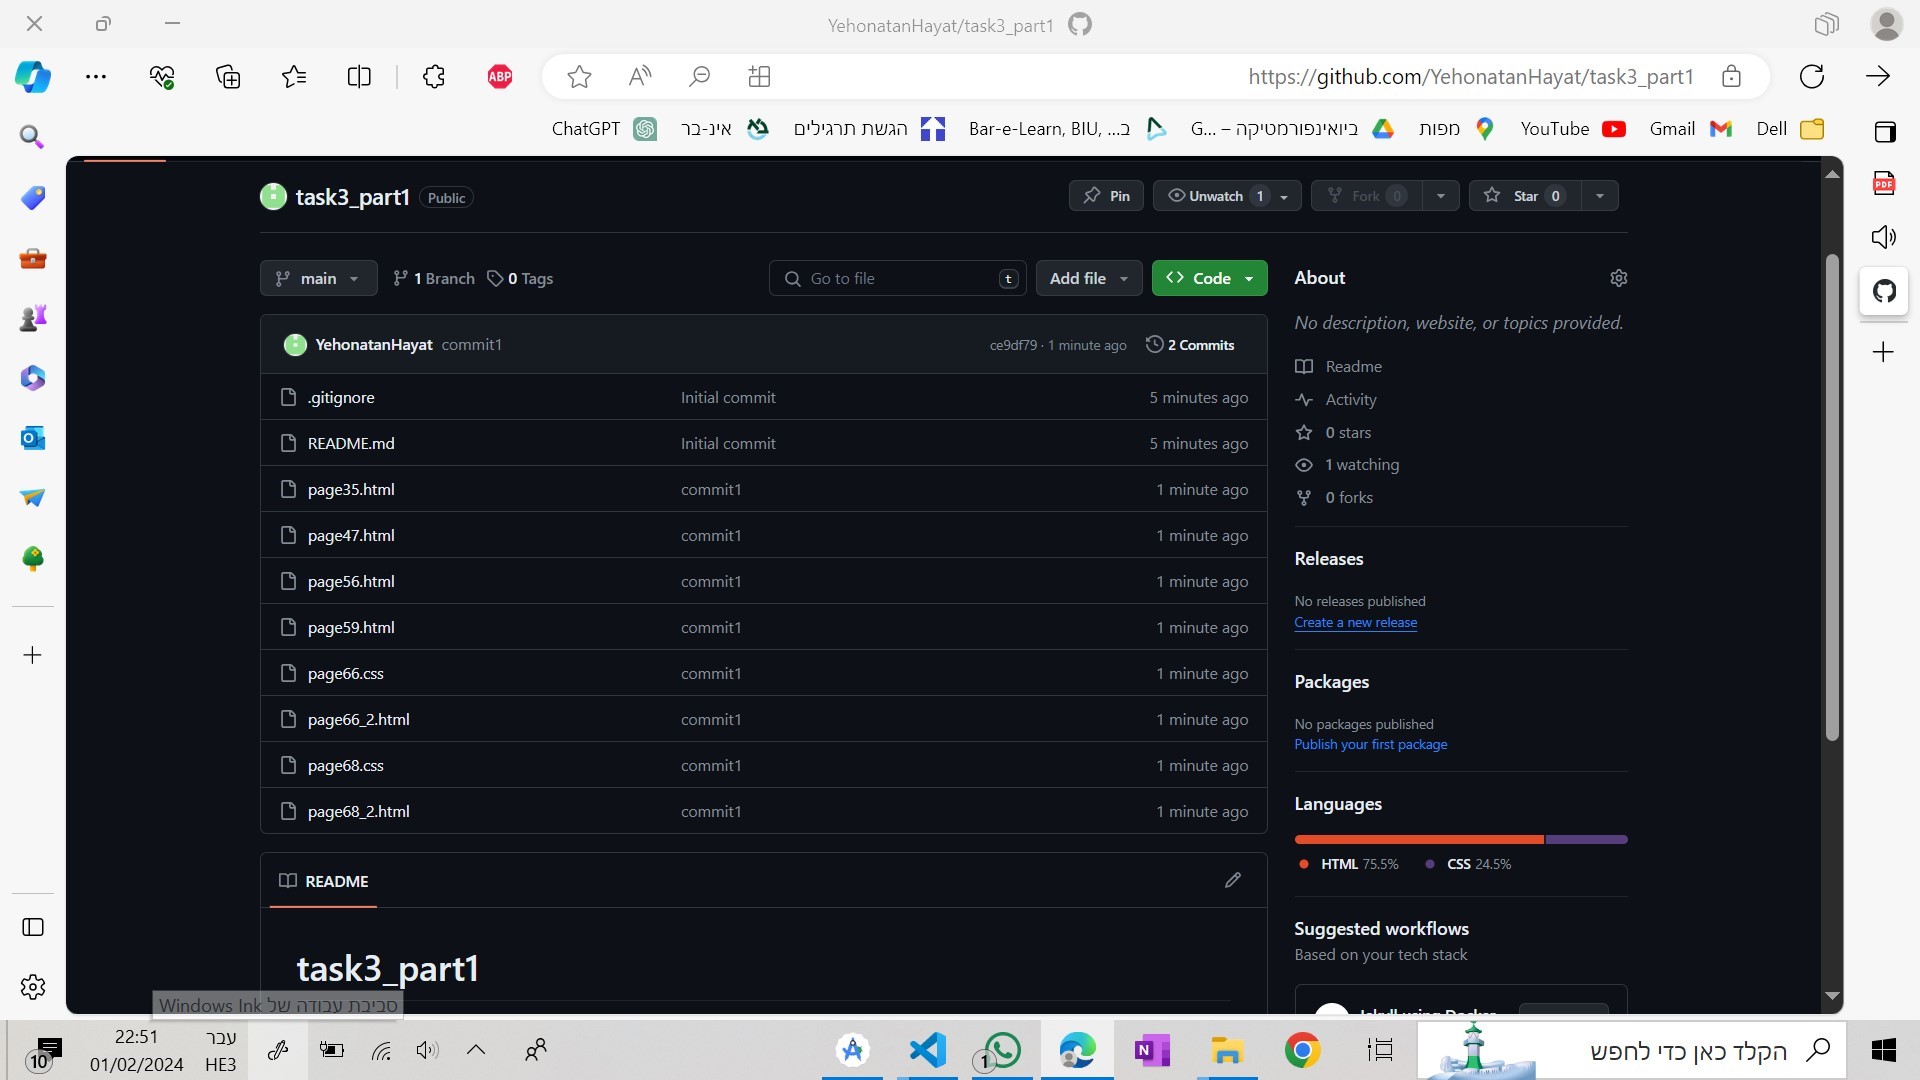 YehonatanHayat/task3_part1
https://github.com/YehonatanHayat/task3_part1
ABP
ChatGPT
אינ-בר
הגשת תרגילים
Bar-e-Learn, BIU, ...ב
ביואינפורמטיקה – G...
מפות
YouTube
Gmail
Dell
PDF
task3_part1 Public
Pin
Unwatch 1
Fork 0
Star 0
main
1 Branch
0 Tags
Go to file t
Add file
Code
YehonatanHayat commit1 ce9df79 · 1 minute ago 2 Commits
.gitignore Initial commit 5 minutes ago
README.md Initial commit 5 minutes ago
page35.html commit1 1 minute ago
page47.html commit1 1 minute ago
page56.html commit1 1 minute ago
page59.html commit1 1 minute ago
page66.css commit1 1 minute ago
page66_2.html commit1 1 minute ago
page68.css commit1 1 minute ago
page68_2.html commit1 1 minute ago
README
task3_part1
About
No description, website, or topics provided.
Readme
Activity
0 stars
1 watching
0 forks
Releases
No releases published
Create a new release
Packages
No packages published
Publish your first package
Languages
HTML 75.5% CSS 24.5%
Suggested workflows
Based on your tech stack
Jekyll using Docker
סביבת עבודה של Windows Ink
10
22:51
01/02/2024
עבר
HE3
1
N
הקלד כאן כדי לחפש